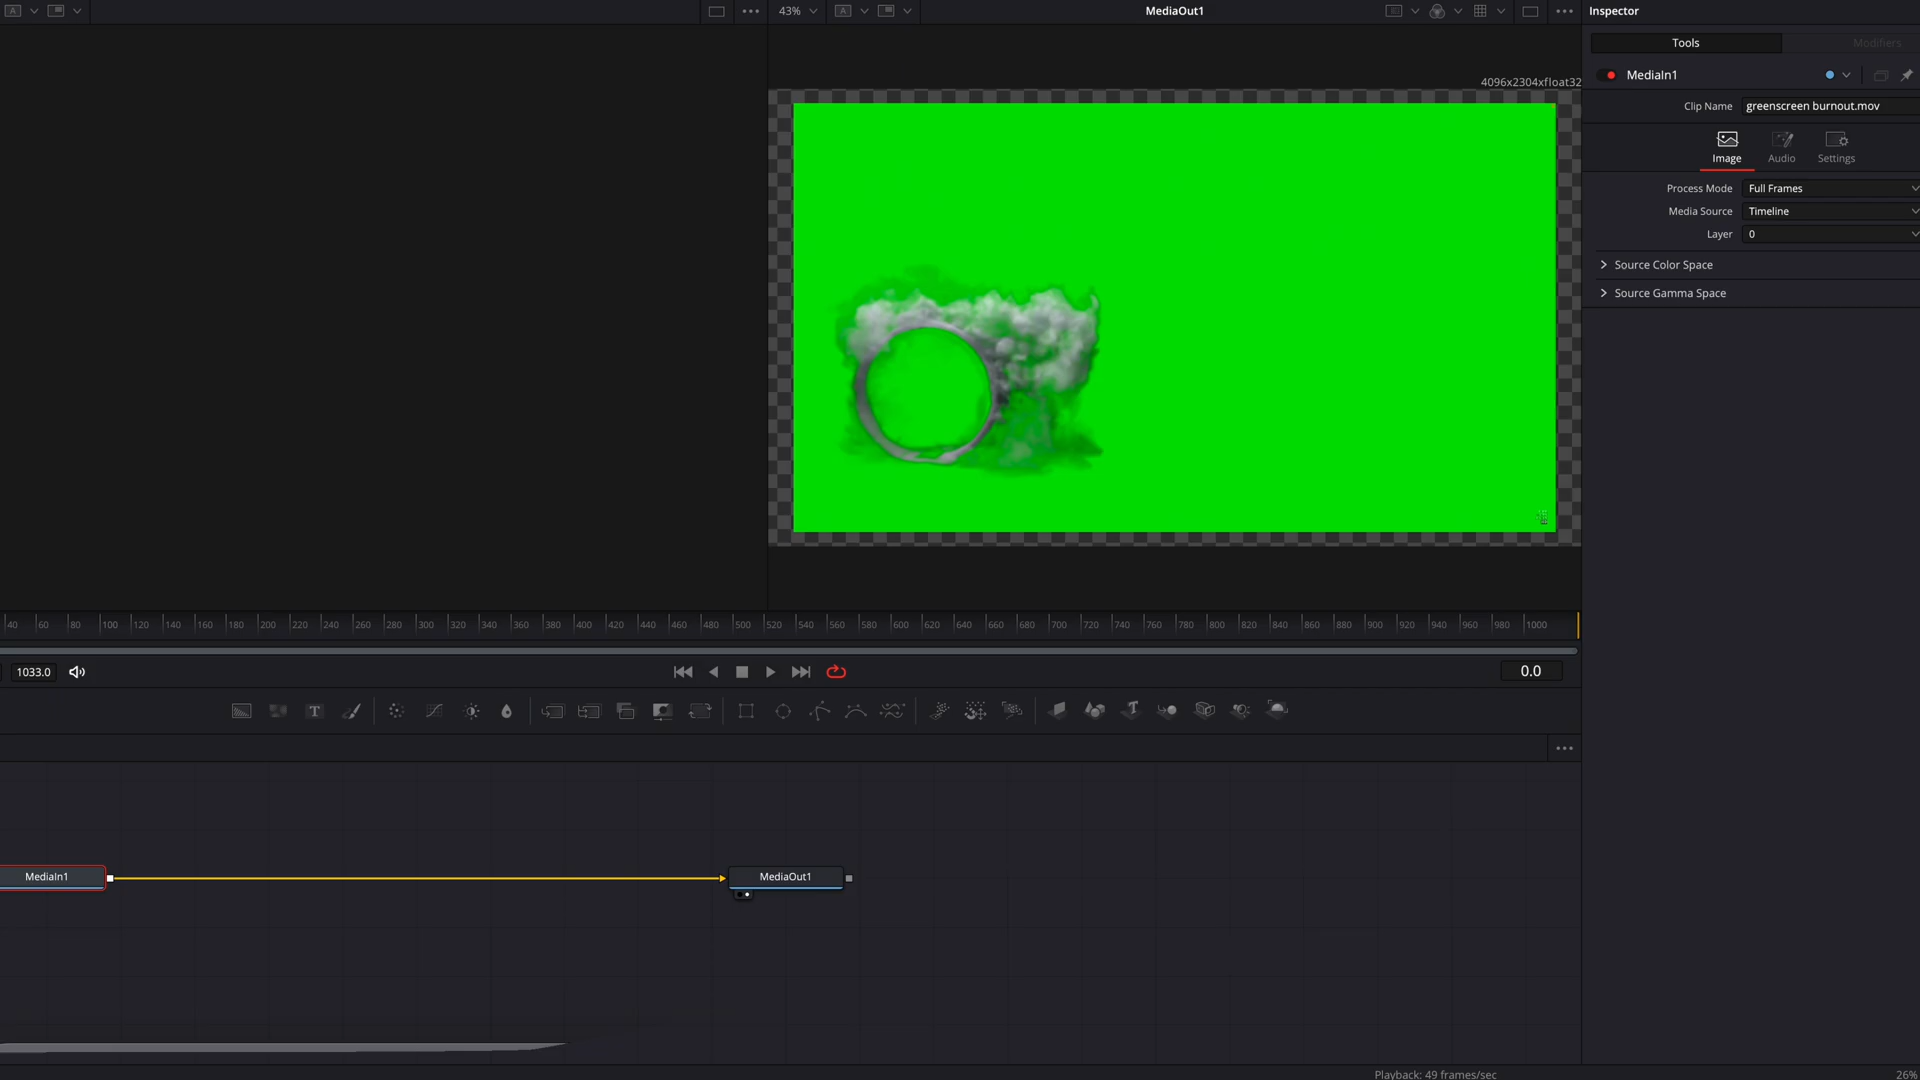 A
43%
A
MediaOut1
Inspector
Tools
Modifiers
4096x2304xfloat32
MediaIn1
Clip Name
greenscreen burnout.mov
Image
Audio
Settings
Process Mode
Full Frames
Media Source
Timeline
Layer
0
Source Color Space
Source Gamma Space
40 60 80 100 120 140 160 180 200 220 240 260 280 300 320 340 360 380 400 420 440 460 480 500 520 540 560 580 600 620 640 660 680 700 720 740 760 780 800 820 840 860 880 900 920 940 960 980 1000
1033.0
0.0
T
MediaIn1
MediaOut1
Playback: 49 frames/sec
26%